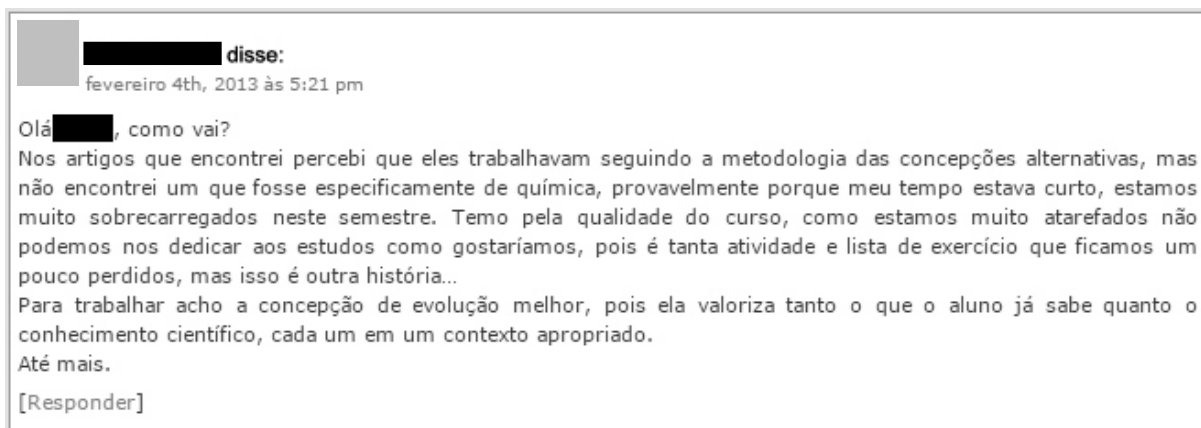 disse:
fevereiro 4th, 2013 às 5:21 pm
Olá , como vai?
Nos artigos que encontrei percebi que eles trabalhavam seguindo a metodologia das concepções alternativas, mas
não encontrei um que fosse especificamente de química, provavelmente porque meu tempo estava curto, estamos
muito sobrecarregados neste semestre. Temo pela qualidade do curso, como estamos muito atarefados não
podemos nos dedicar aos estudos como gostaríamos, pois é tanta atividade e lista de exercício que ficamos um
pouco perdidos, mas isso é outra história...
Para trabalhar acho a concepção de evolução melhor, pois ela valoriza tanto o que o aluno já sabe quanto o
conhecimento científico, cada um em um contexto apropriado.
Até mais.
[Responder]